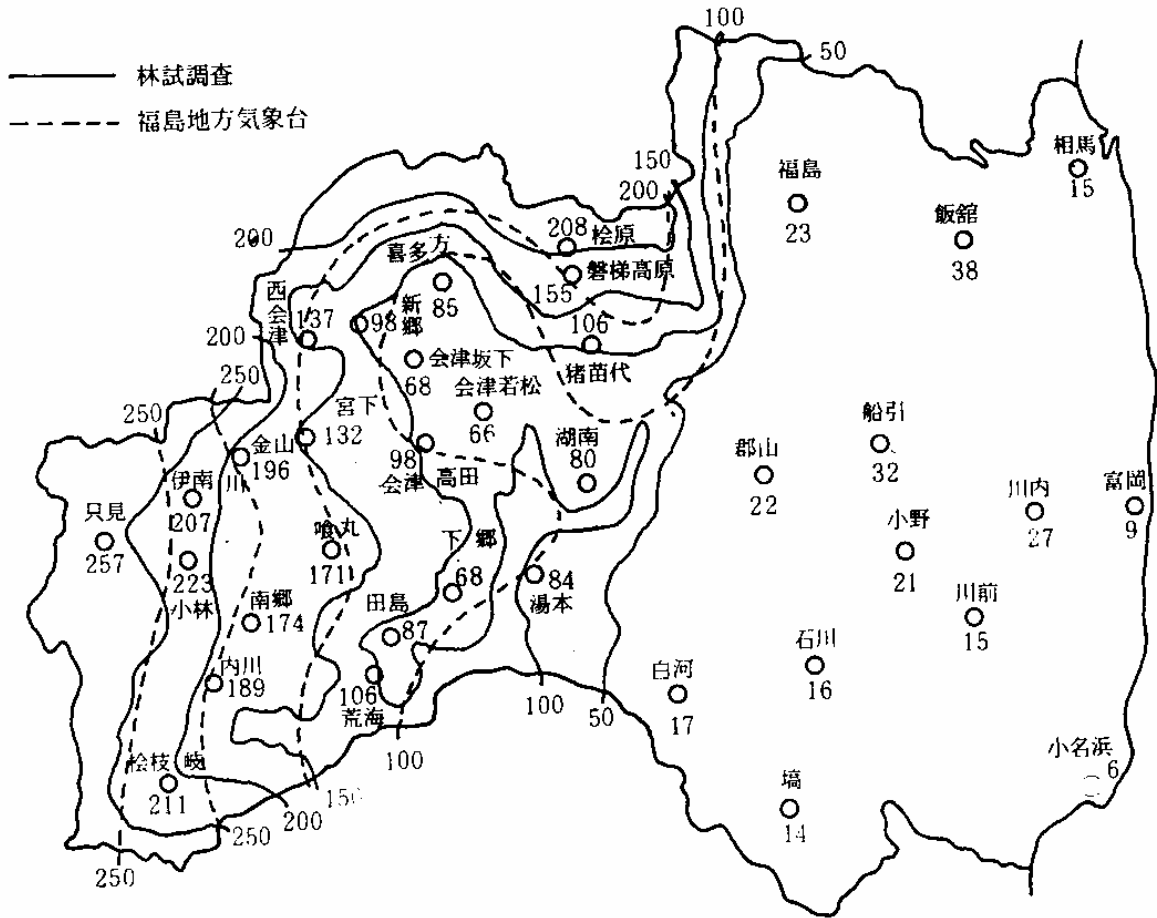 林試調査
福島地方気象台
100
50
150
200
200
200
250
250
相馬
15
福島
23
飯舘
38
208
桧原
磐梯高原
155
喜多方
85
西会津
137
新郷
98
106
猪苗代
会津坂下
68
会津若松
66
宮下
132
98
会津高田
湖南
80
金山
196
川
伊南
207
只見
257
223
小林
喰丸
171
下郷
68
84
湯本
南郷
174
田島
87
内川
189
106
荒海
桧枝岐
211
船引
32
郡山
22
小野
21
川内
27
富岡
9
川前
15
石川
16
白河
17
塙
14
小名浜
6
100
50
100
150
200
250
250